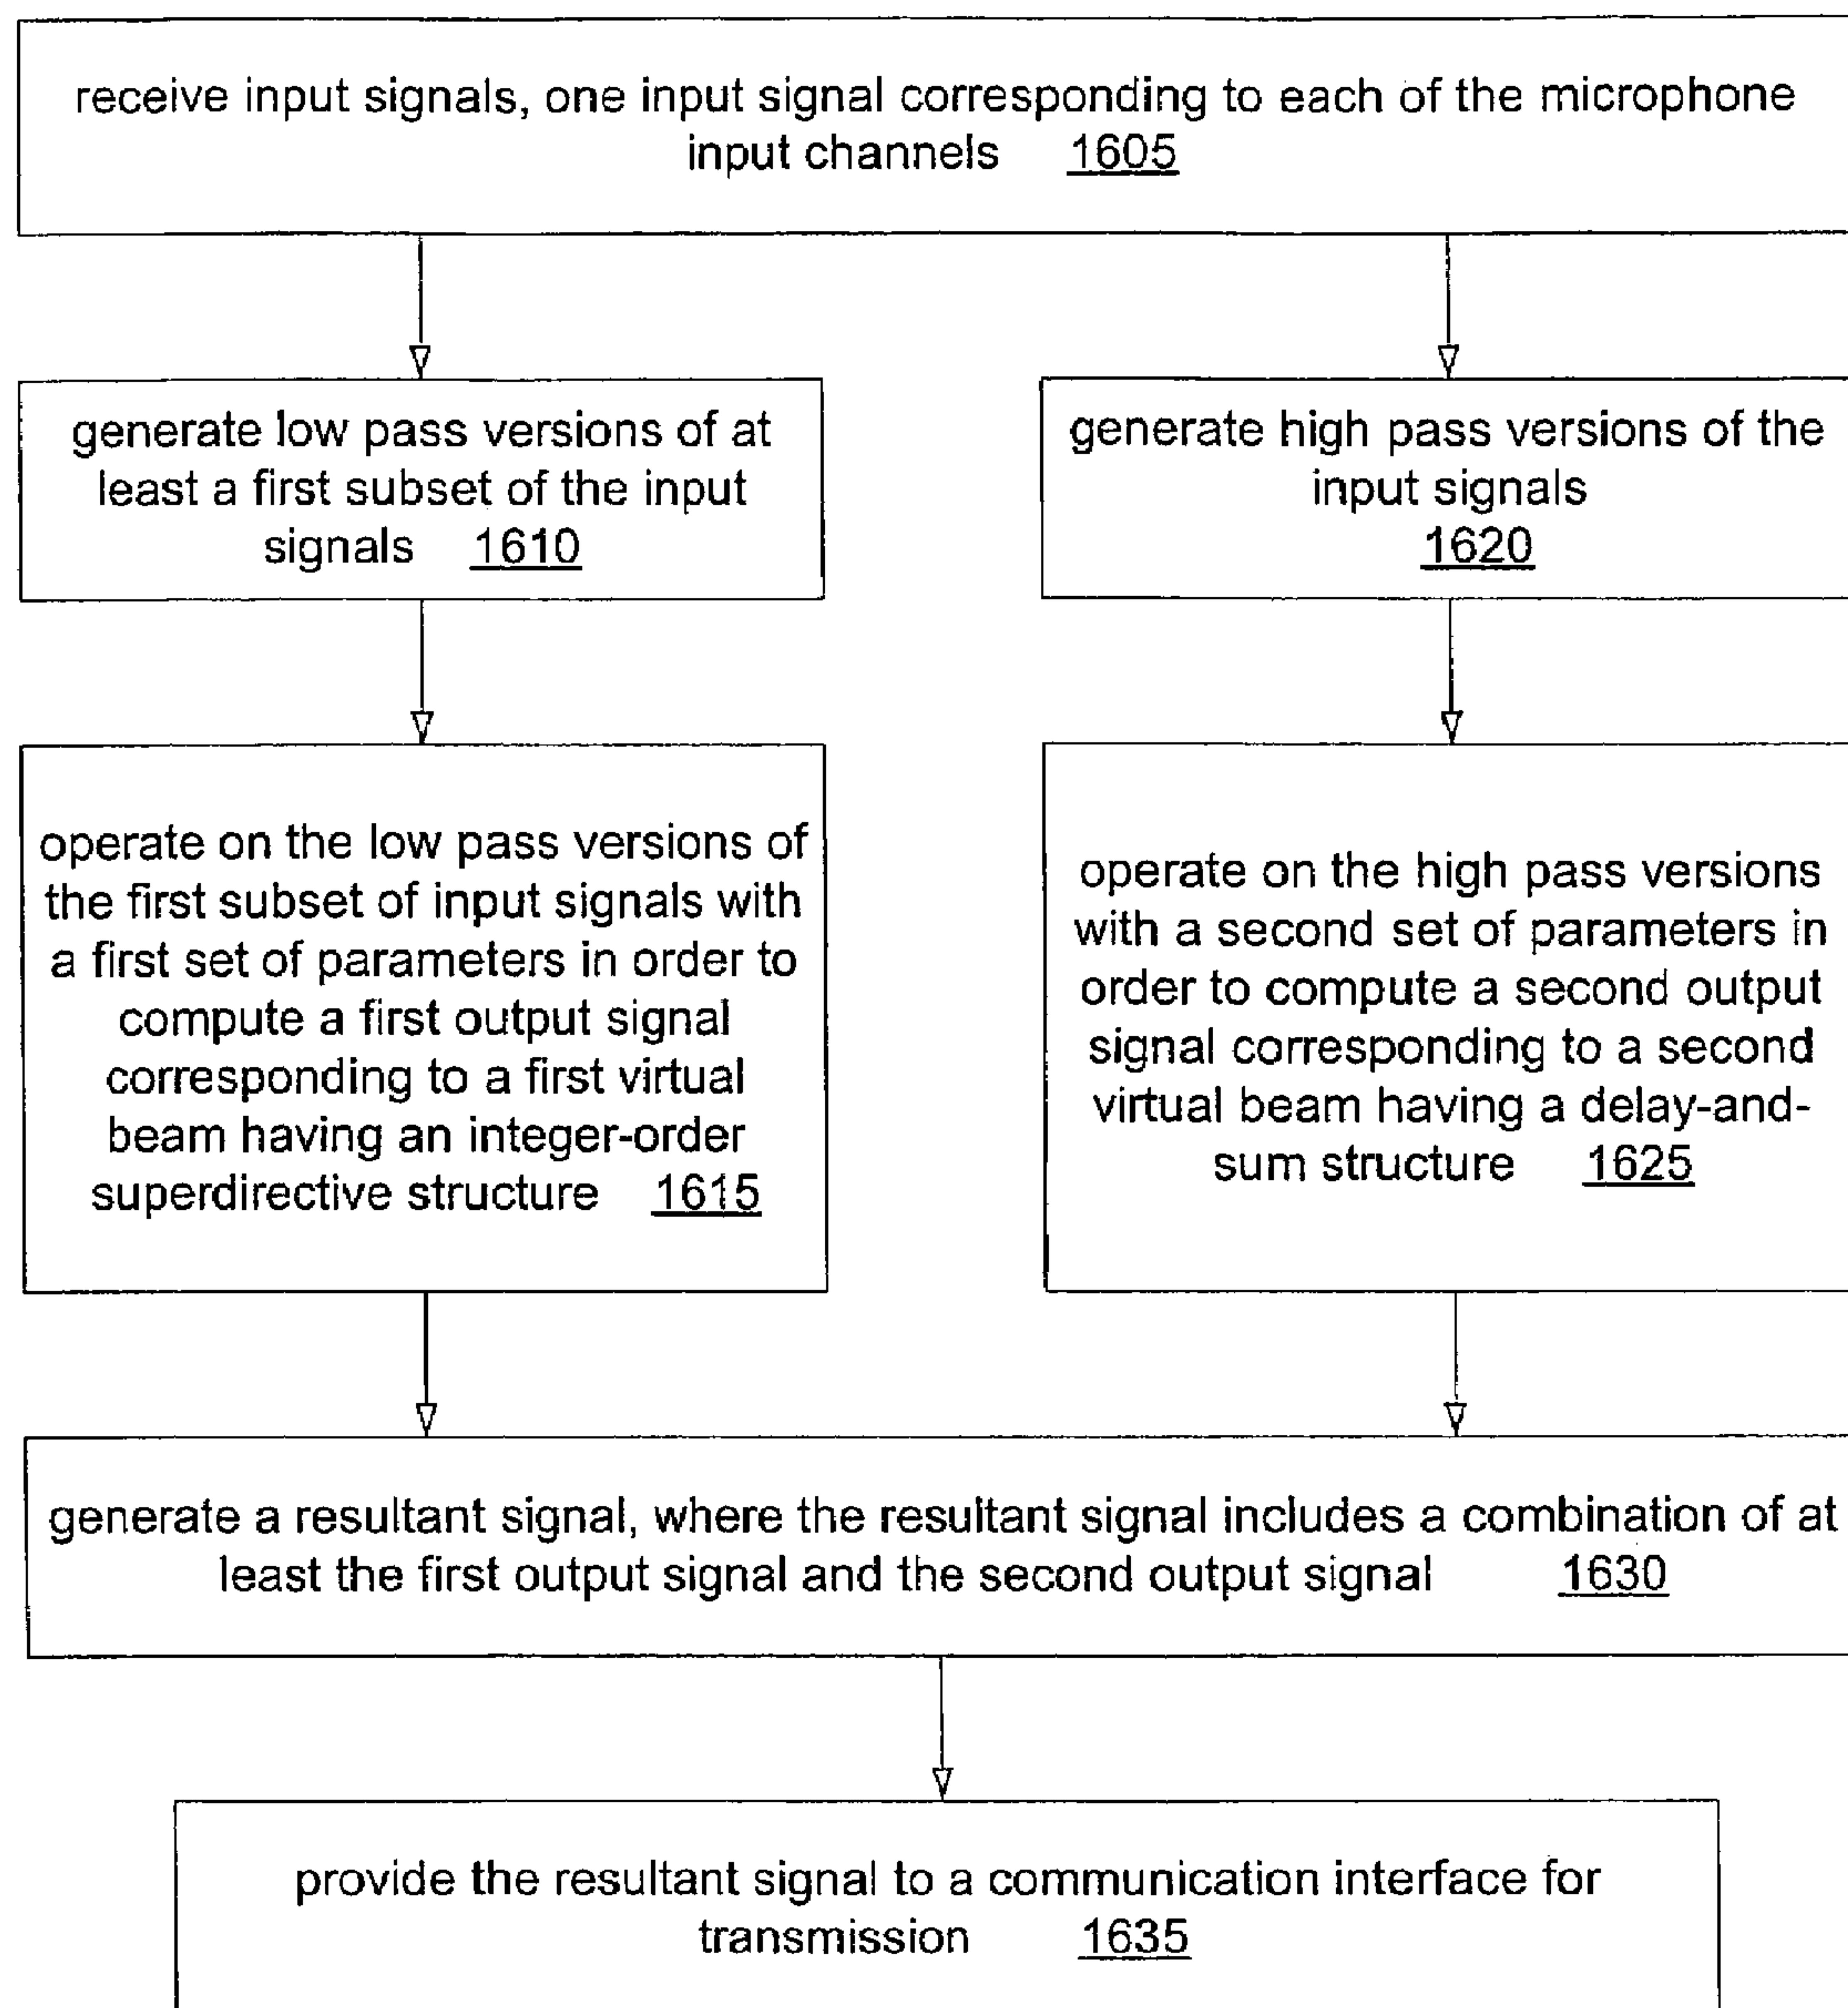 receive input signals, one input signal corresponding to each of the microphone
input channels 1605
generate low pass versions of at
least a first subset of the input
signals 1610
generate high pass versions of the
input signals
1620
operate on the low pass versions of
the first subset of input signals with
a first set of parameters in order to
compute a first output signal
corresponding to a first virtual
beam having an integer-order
superdirective structure 1615
operate on the high pass versions
with a second set of parameters in
order to compute a second output
signal corresponding to a second
virtual beam having a delay-and-
sum structure 1625
generate a resultant signal, where the resultant signal includes a combination of at
least the first output signal and the second output signal 1630
provide the resultant signal to a communication interface for
transmission 1635